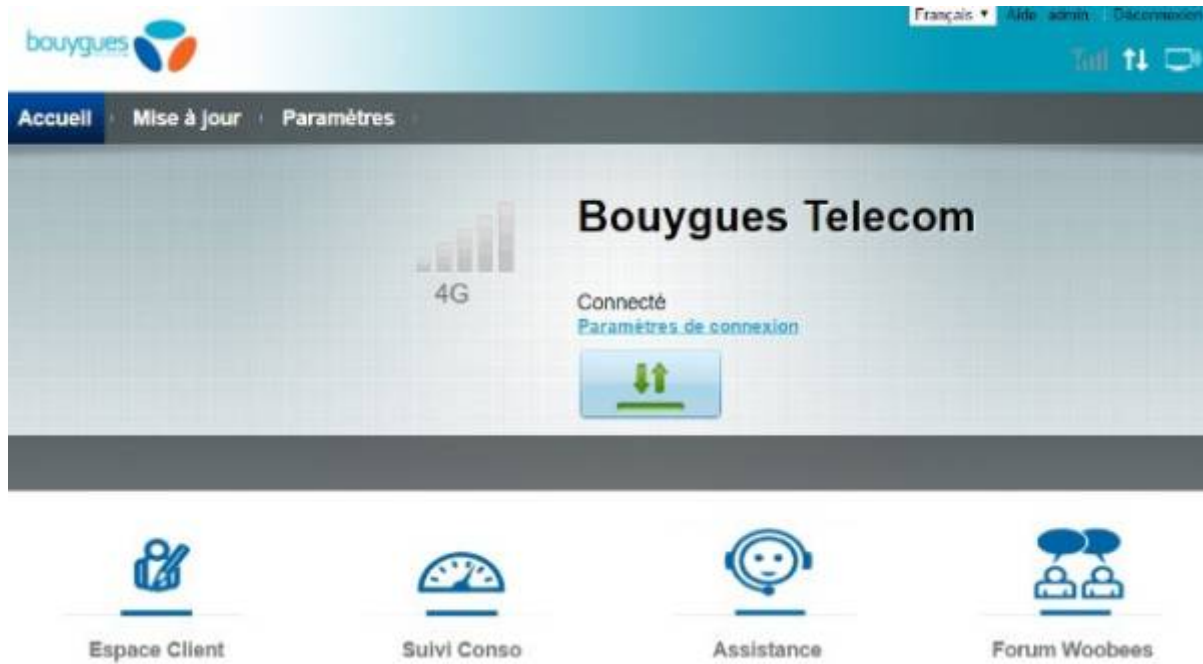 Français
Aide admin Déconnexion
bouygues
Accueil Mise à jour Paramètres
Bouygues Telecom
4G
Connecté
Paramètres de connexion
Espace Client Suivi Conso Assistance Forum Woobees